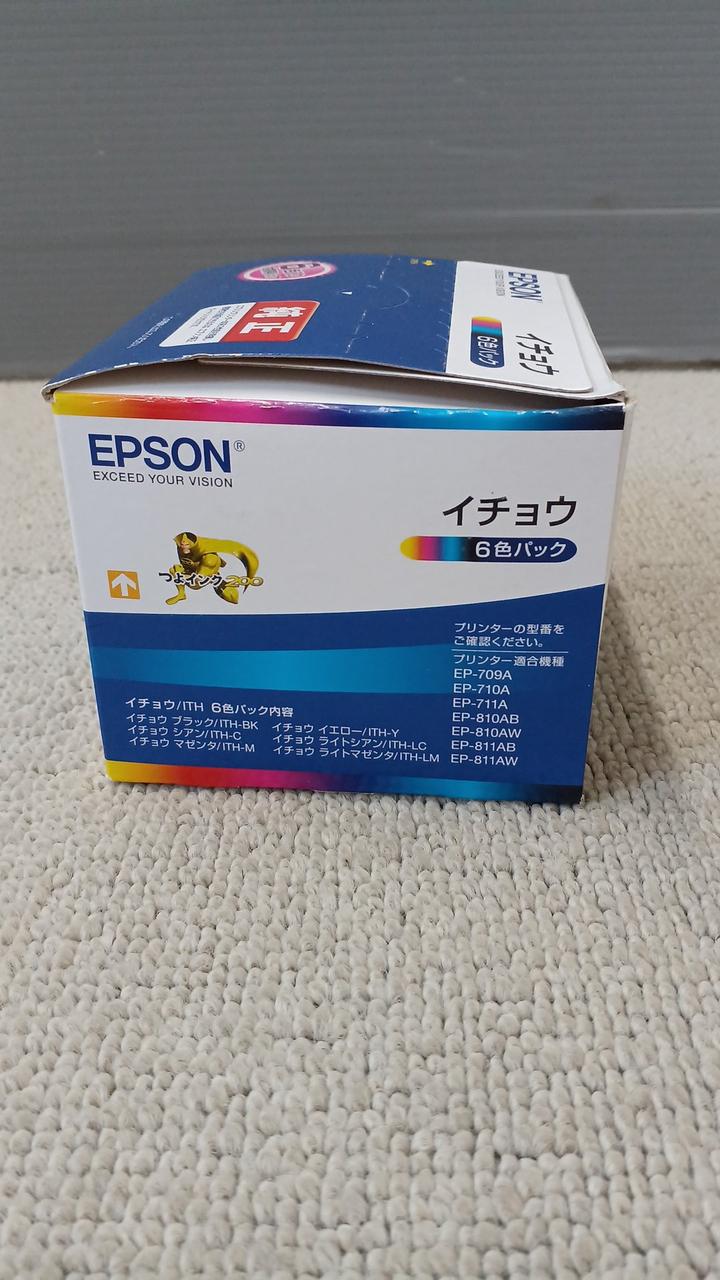 純正
EPSON
イチョウ
6色パック
EPSON®
EXCEED YOUR VISION
イチョウ
6色パック
つよインク200
プリンターの型番を
ご確認ください。
プリンター適合機種
EP-709A
EP-710A
EP-711A
EP-810AB
EP-810AW
EP-811AB
EP-811AW
イチョウ/ITH 6色パック内容
イチョウ ブラック/ITH-BK
イチョウ シアン/ITH-C
イチョウ マゼンタ/ITH-M
イチョウ イエロー/ITH-Y
イチョウ ライトシアン/ITH-LC
イチョウ ライトマゼンタ/ITH-LM